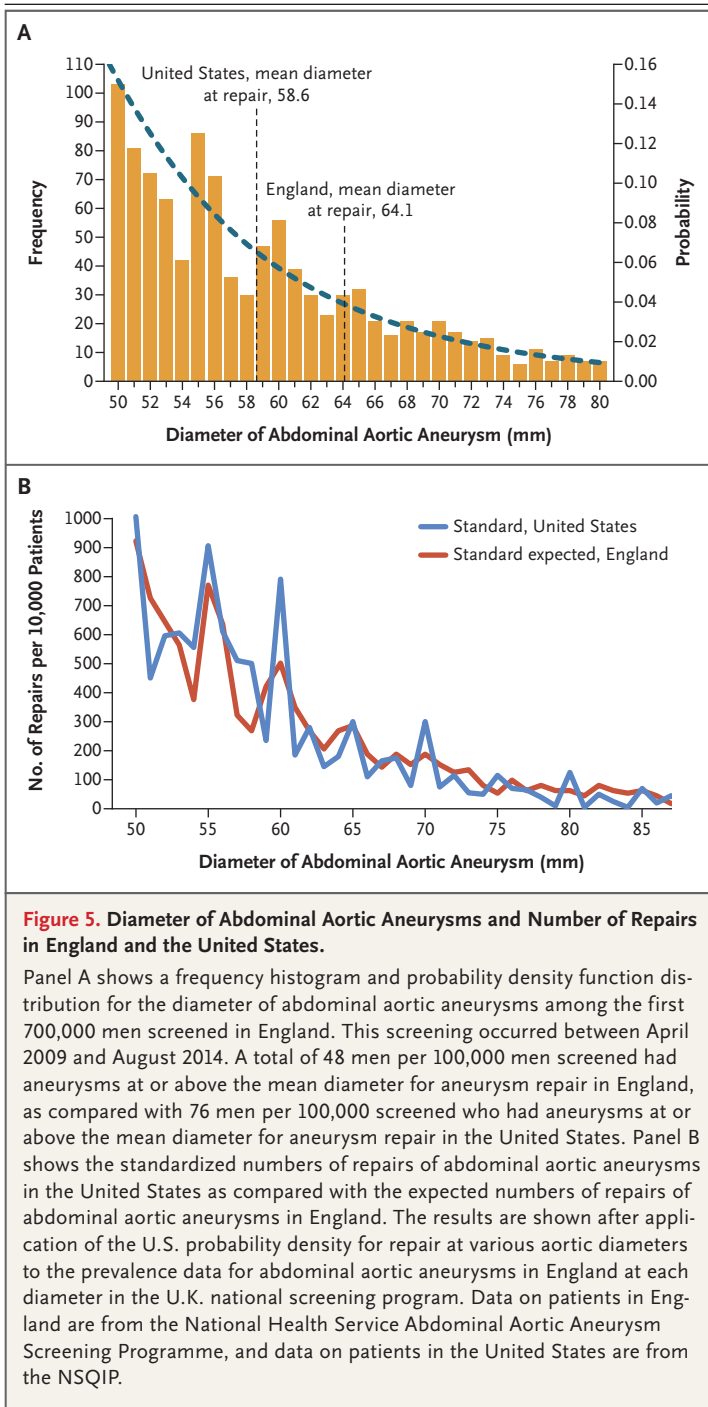 A
United States, mean diameter
at repair, 58.6
England, mean diameter
at repair, 64.1
110
100
90
80
70
60
50
40
30
20
10
0
Frequency
0.16
0.14
0.12
0.10
0.08
0.06
0.04
0.02
0.00
Probability
50 52 54 56 58 60 62 64 66 68 70 72 74 76 78 80
Diameter of Abdominal Aortic Aneurysm (mm)
B
1000
900
800
700
600
500
400
300
200
100
0
No. of Repairs per 10,000 Patients
Standard, United States
Standard expected, England
50 55 60 65 70 75 80 85
Diameter of Abdominal Aortic Aneurysm (mm)
Figure 5. Diameter of Abdominal Aortic Aneurysms and Number of Repairs
in England and the United States.
Panel A shows a frequency histogram and probability density function dis-
tribution for the diameter of abdominal aortic aneurysms among the first
700,000 men screened in England. This screening occurred between April
2009 and August 2014. A total of 48 men per 100,000 men screened had
aneurysms at or above the mean diameter for aneurysm repair in England,
as compared with 76 men per 100,000 screened who had aneurysms at or
above the mean diameter for aneurysm repair in the United States. Panel B
shows the standardized numbers of repairs of abdominal aortic aneurysms
in the United States as compared with the expected numbers of repairs of
abdominal aortic aneurysms in England. The results are shown after appli-
cation of the U.S. probability density for repair at various aortic diameters
to the prevalence data for abdominal aortic aneurysms in England at each
diameter in the U.K. national screening program. Data on patients in Eng-
land are from the National Health Service Abdominal Aortic Aneurysm
Screening Programme, and data on patients in the United States are from
the NSQIP.